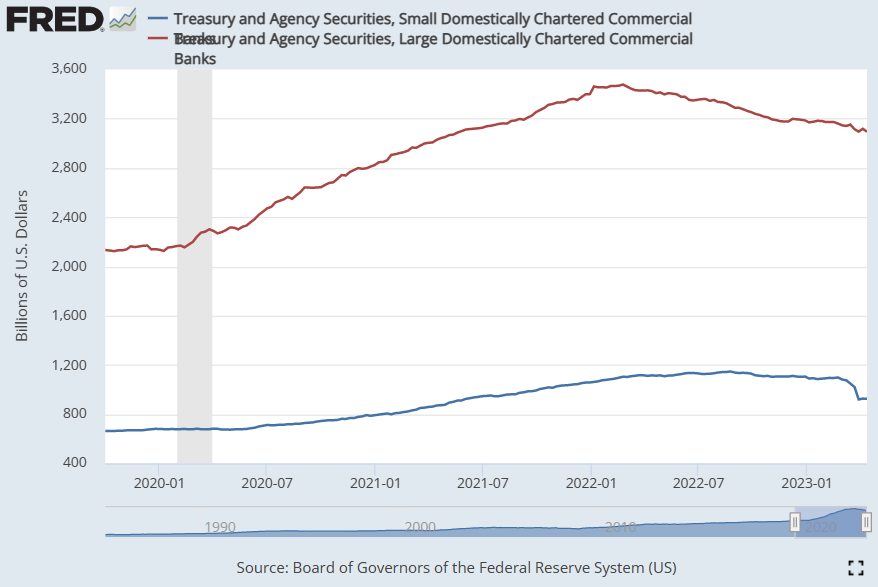 FRED
Treasury and Agency Securities, Small Domestically Chartered Commercial
Banks
Treasury and Agency Securities, Large Domestically Chartered Commercial
Banks
3,600
3,200
2,800
2,400
2,000
1,600
1,200
800
400
Billions of U.S. Dollars
2020-01
2020-07
2021-01
2021-07
2022-01
2022-07
2023-01
1990
2000
2010
2020
Source: Board of Governors of the Federal Reserve System (US)